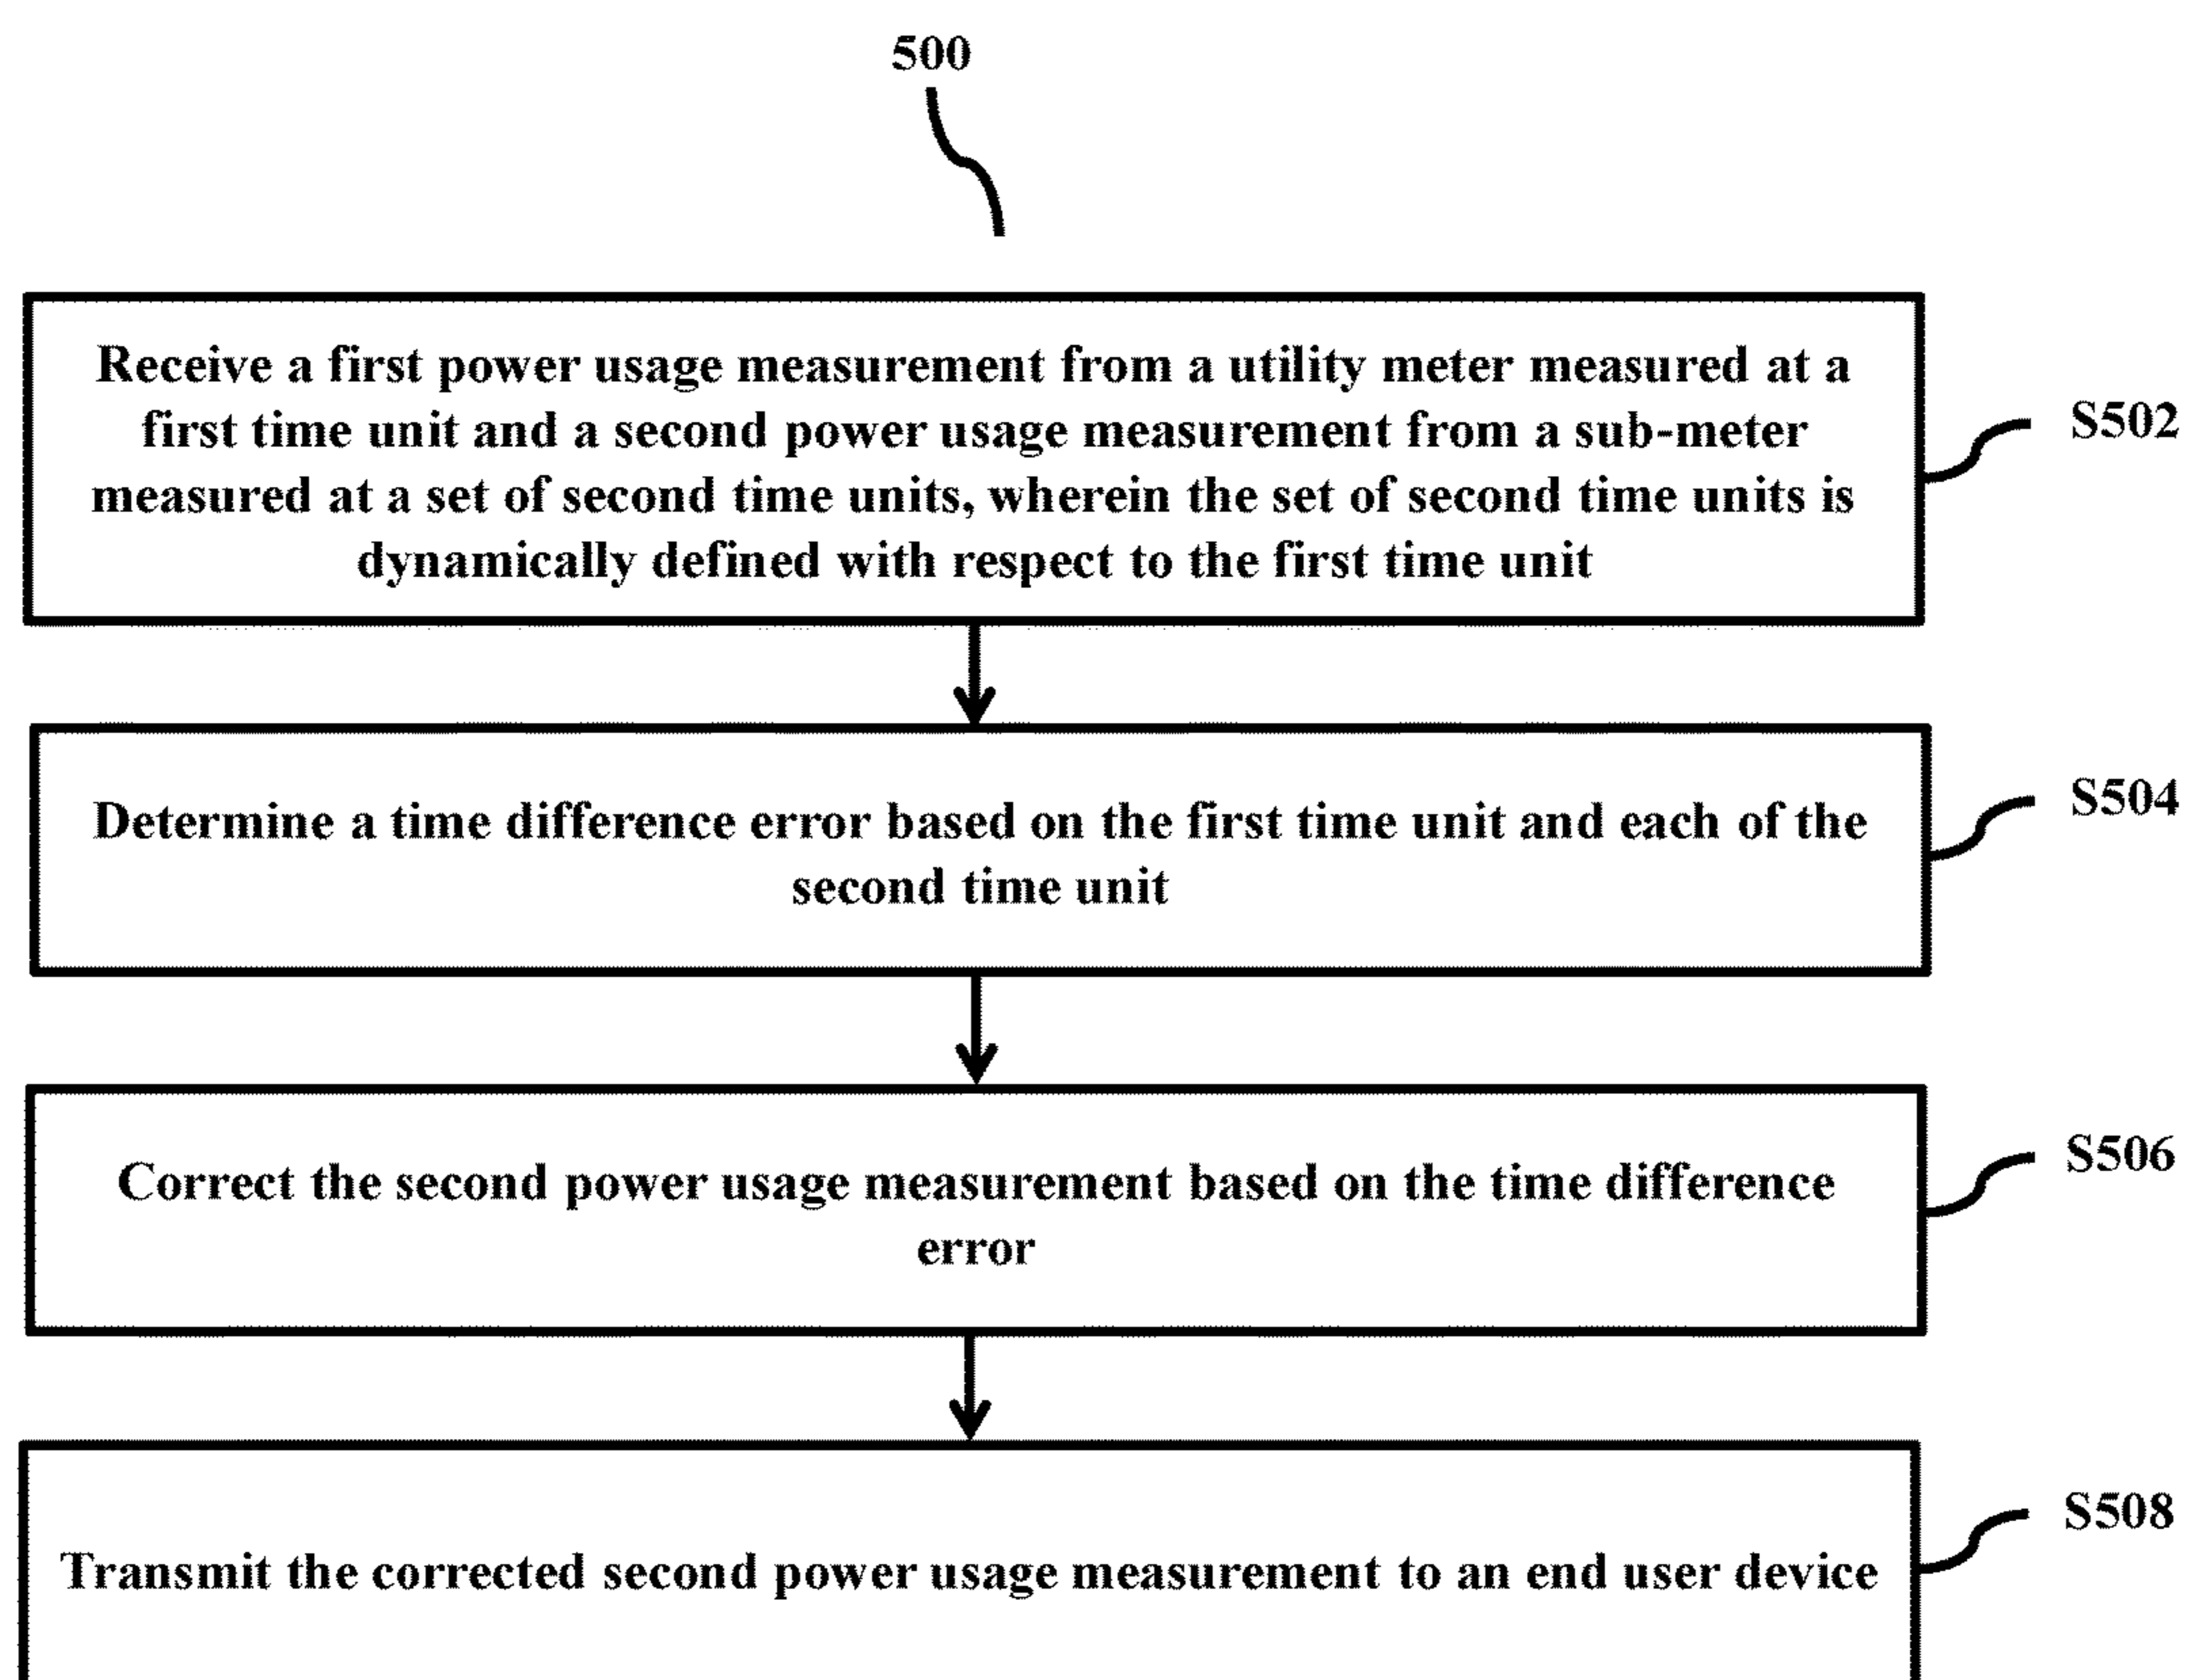 500
Receive a first power usage measurement from a utility meter measured at a
first time unit and a second power usage measurement from a sub-meter
measured at a set of second time units, wherein the set of second time units is
dynamically defined with respect to the first time unit
S502
Determine a time difference error based on the first time unit and each of the
second time unit
S504
Correct the second power usage measurement based on the time difference
error
S506
Transmit the corrected second power usage measurement to an end user device
S508